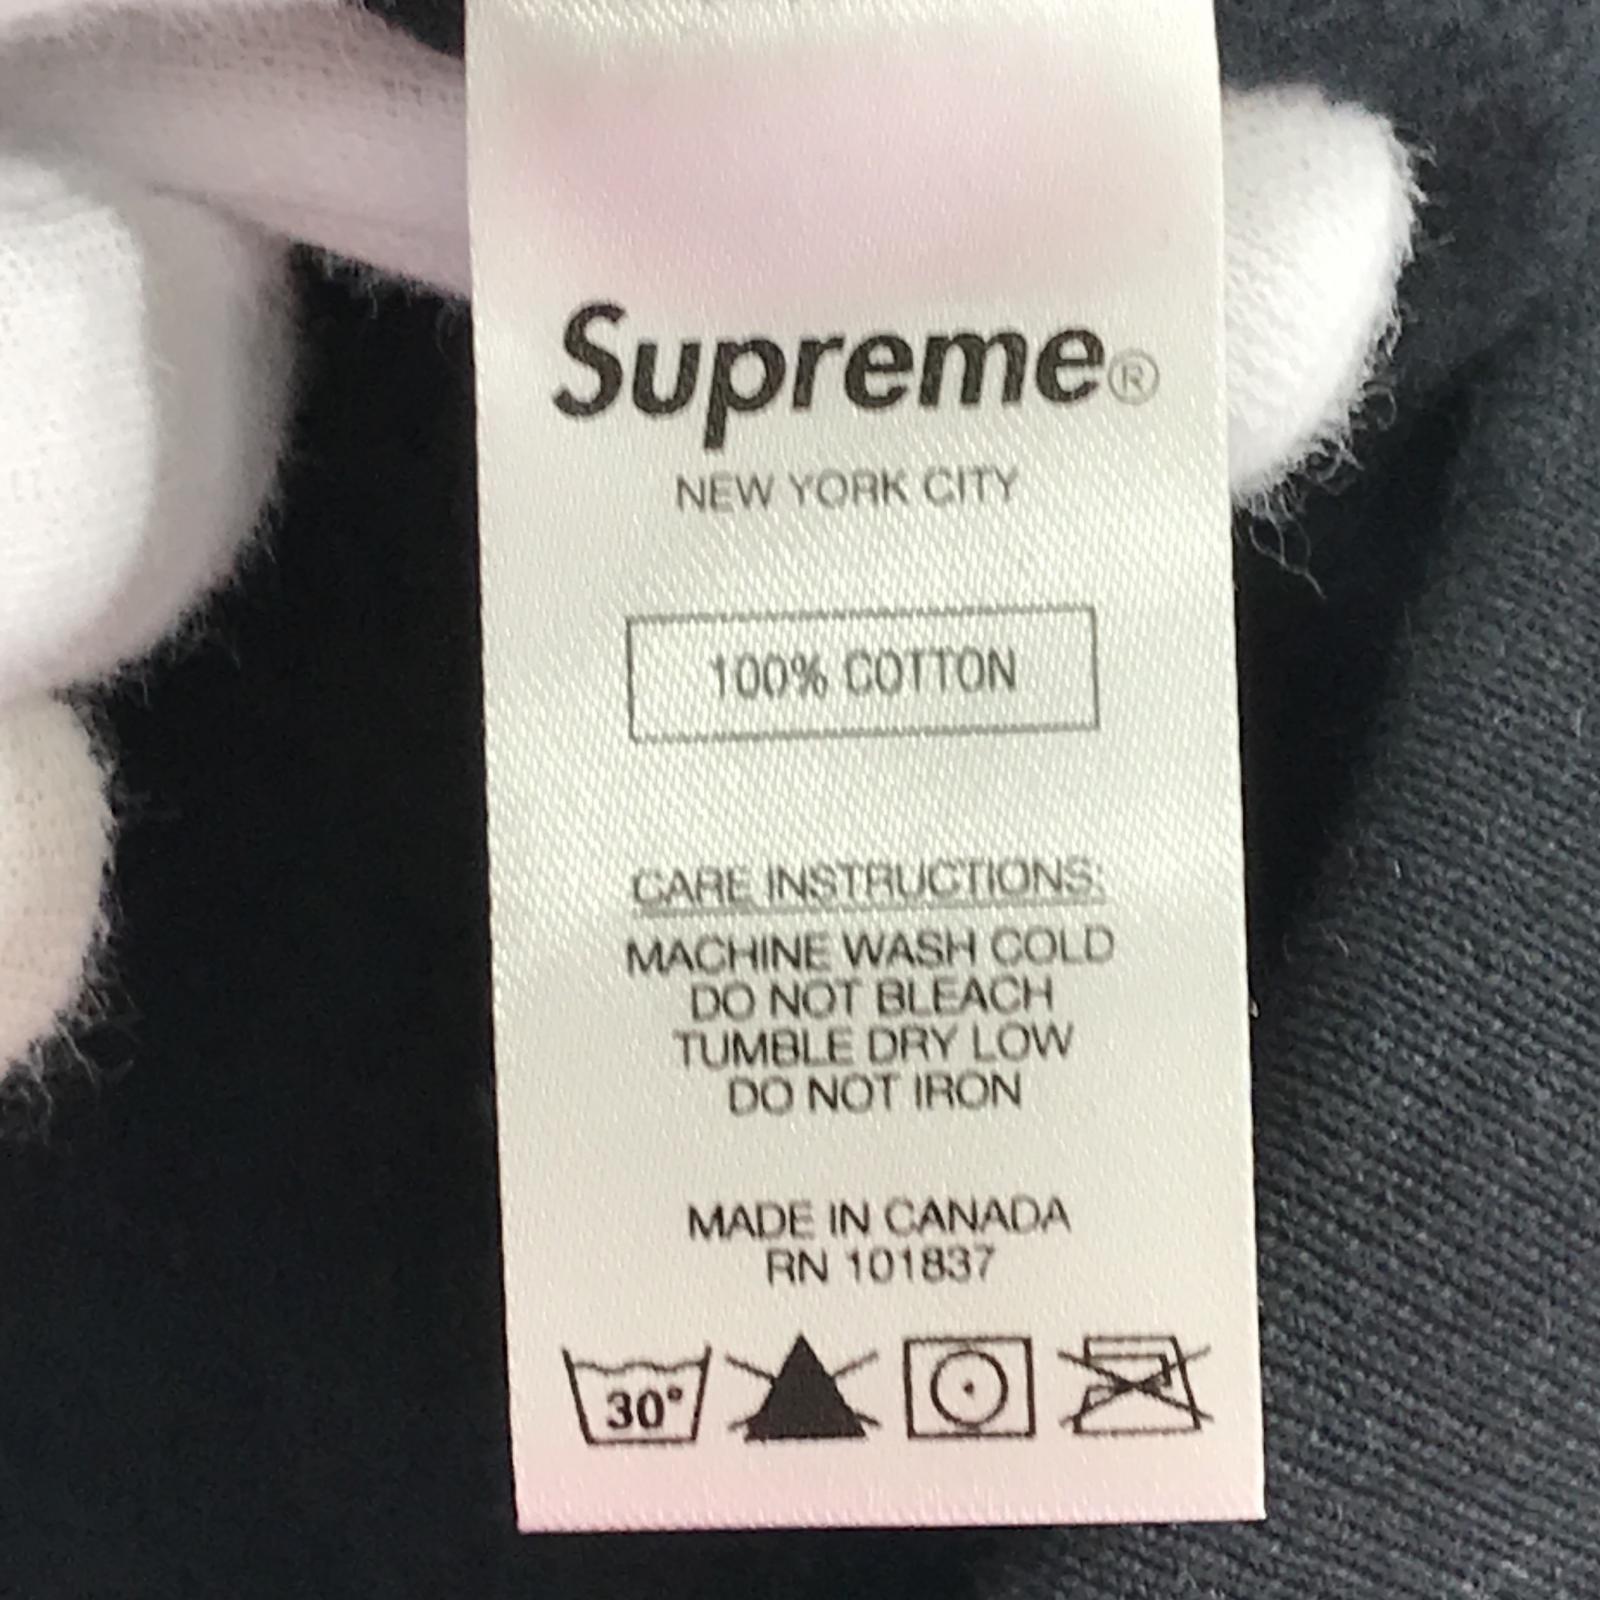 Supreme®
NEW YORK CITY
100% COTTON
CARE INSTRUCTIONS:
MACHINE WASH COLD
DO NOT BLEACH
TUMBLE DRY LOW
DO NOT IRON
MADE IN CANADA
RN 101837
30°